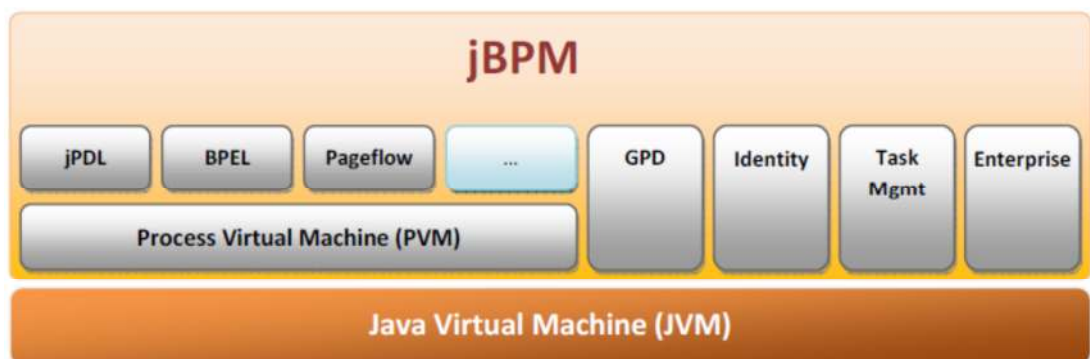 jBPM
jPDL
BPEL
Pageflow
...
GPD
Identity
Task
Mgmt
Enterprise
Process Virtual Machine (PVM)
Java Virtual Machine (JVM)